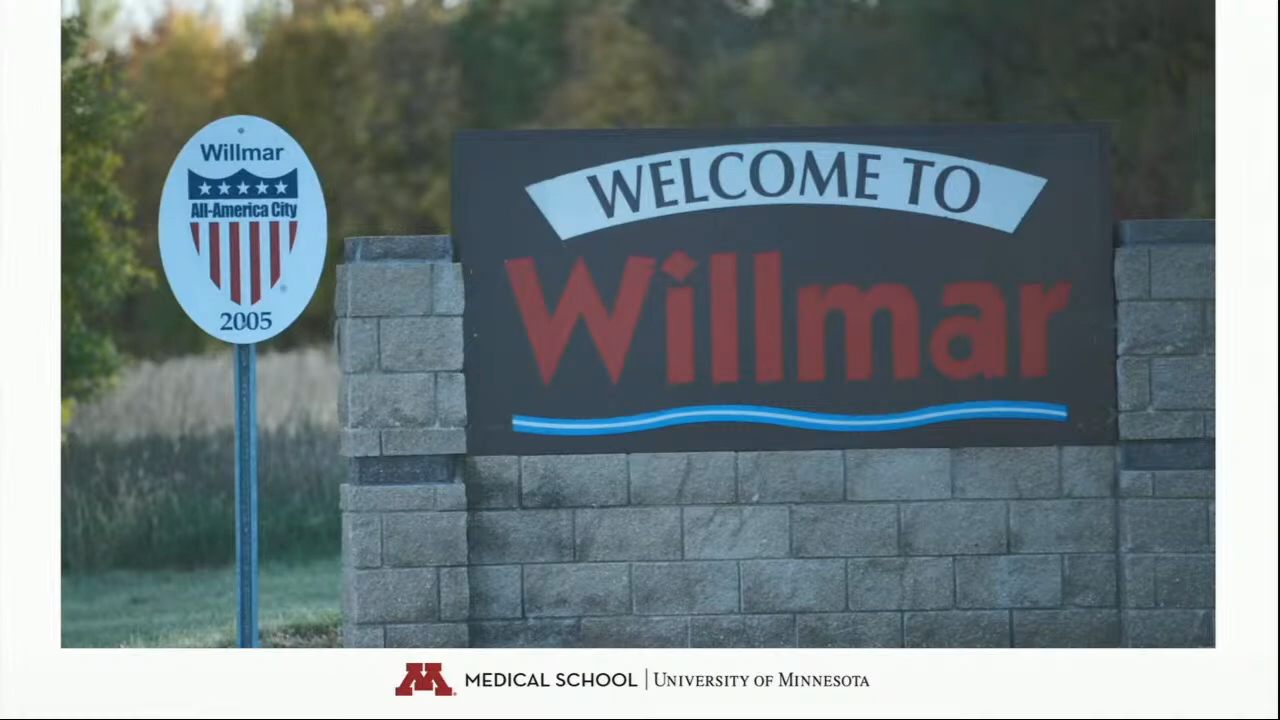 Willmar
All-America City
2005
WELCOME TO
Willmar
M
MEDICAL SCHOOL | UNIVERSITY OF MINNESOTA